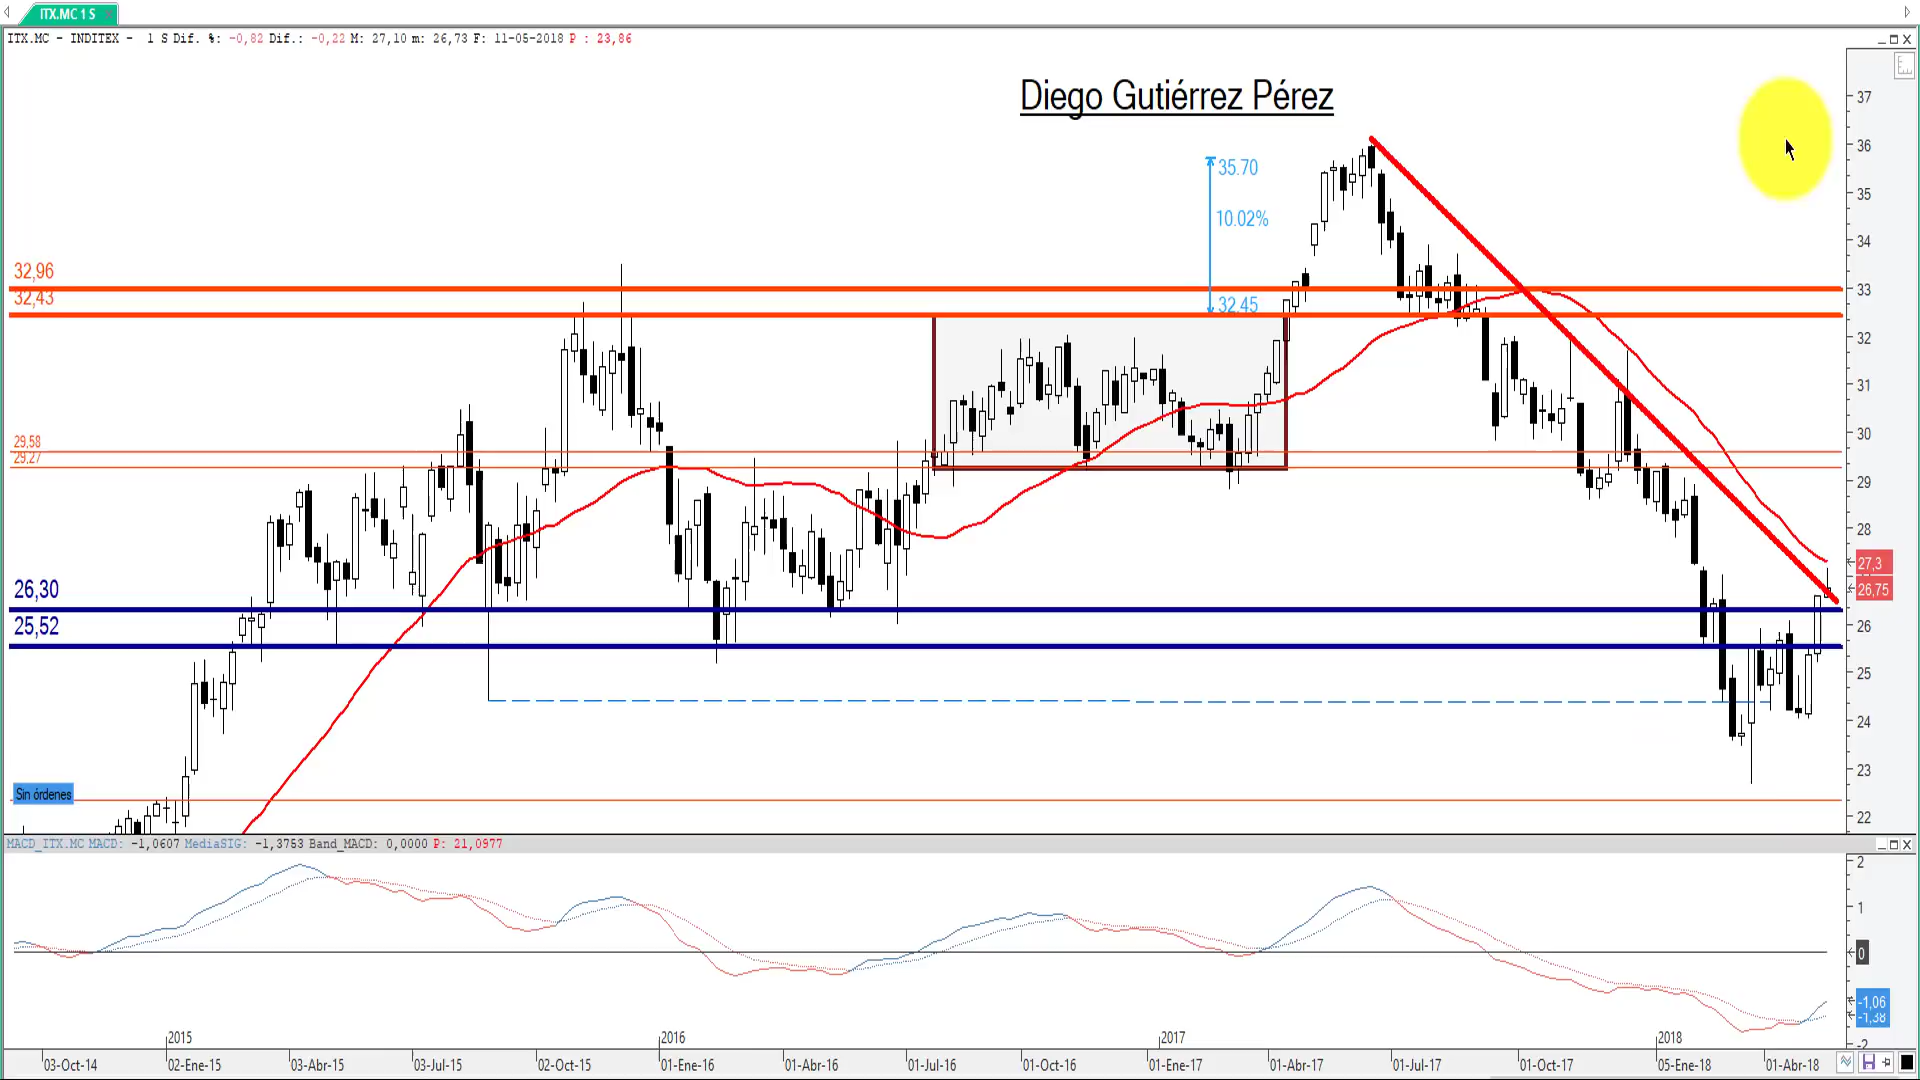 ITX.MC 1 S
ITX.MC - INDITEX - 1 S Dif. %: -0,82 Dif.: -0,22 M: 27,10 m: 26,73 F: 11-05-2018 P : 23,86
Diego Gutiérrez Pérez
35.70
10.02%
32.45
32,96
32,43
29,58
29,27
26,30
25,52
Sin órdenes
37
36
35
34
33
32
31
30
29
28
27,3
26,75
26
25
24
23
22
MACD_ITX.MC MACD: -1,0607 MediaSIG: -1,3753 Band_MACD: 0,0000 P: 21,0977
2
1
0
-1,06
-1,38
-2
2015
2016
2017
2018
03-Oct-14
02-Ene-15
03-Abr-15
03-Jul-15
02-Oct-15
01-Ene-16
01-Abr-16
01-Jul-16
01-Oct-16
01-Ene-17
01-Abr-17
01-Jul-17
01-Oct-17
05-Ene-18
01-Abr-18